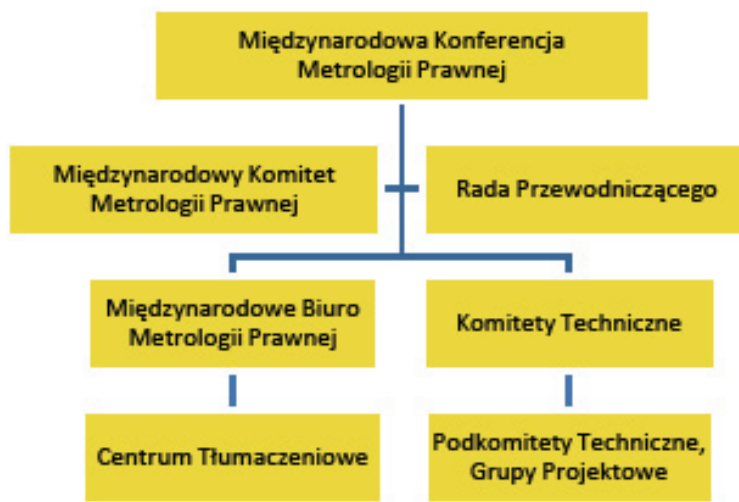 Międzynarodowa Konferencja
Metrologii Prawnej
Międzynarodowy Komitet
Metrologii Prawnej
Rada Przewodniczącego
Międzynarodowe Biuro
Metrologii Prawnej
Komitety Techniczne
Centrum Tłumaczeniowe
Podkomitety Techniczne,
Grupy Projektowe